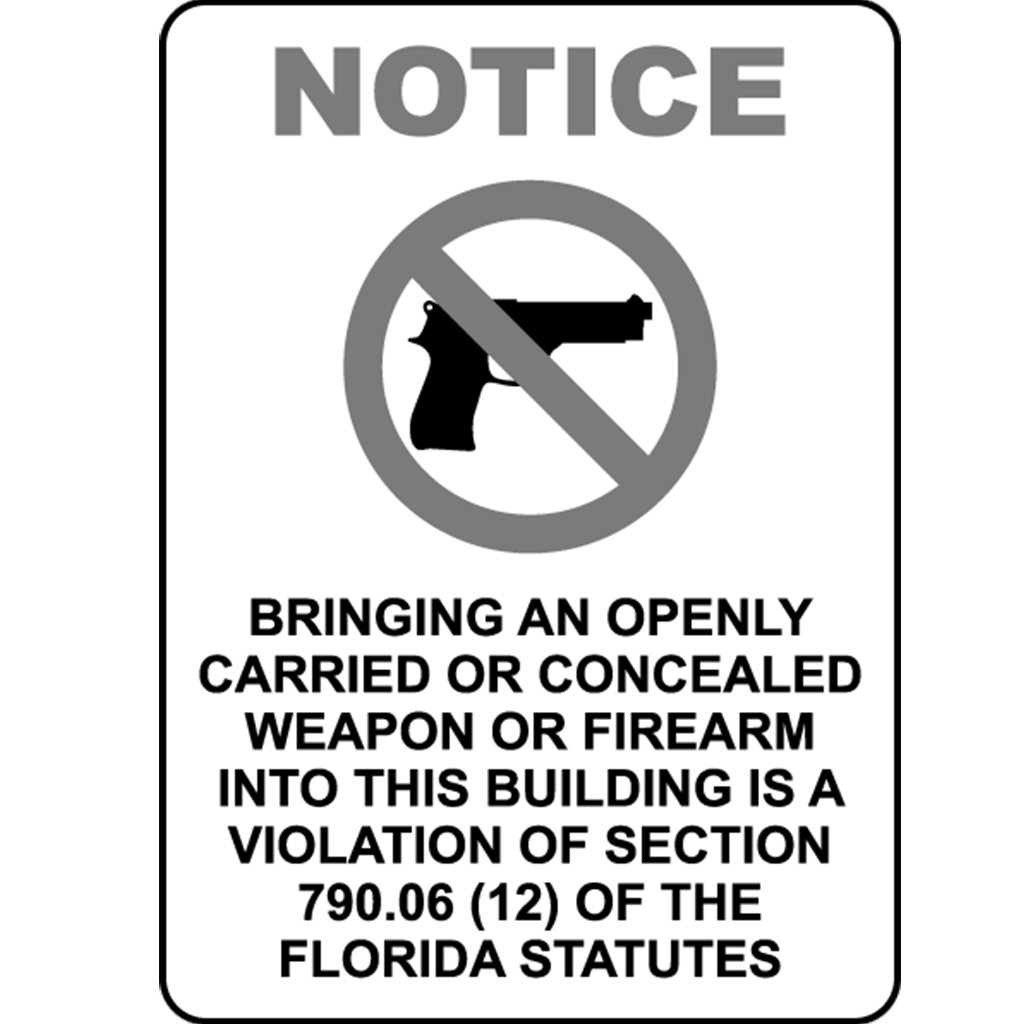 NOTICE
BRINGING AN OPENLY
CARRIED OR CONCEALED
WEAPON OR FIREARM
INTO THIS BUILDING IS A
VIOLATION OF SECTION
790.06 (12) OF THE
FLORIDA STATUTES